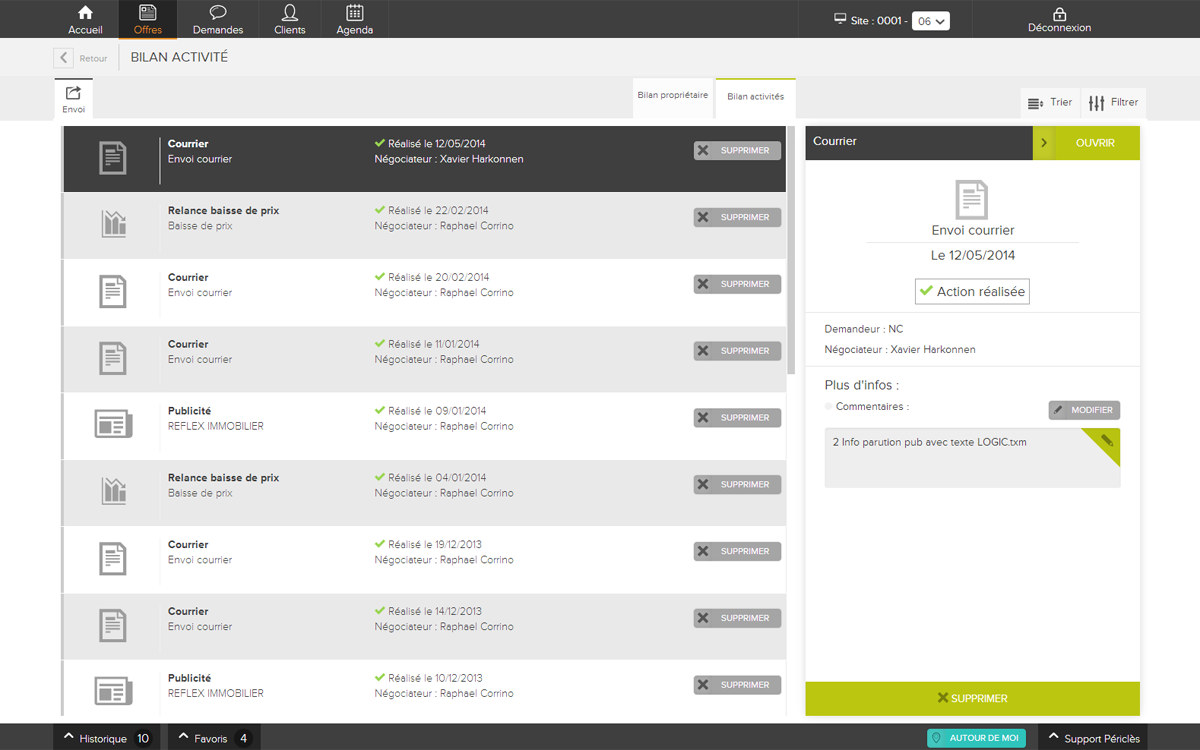 Accueil
Offres
Demandes
Clients
Agenda
Site : 0001 - 06
Déconnexion
Retour
BILAN ACTIVITÉ
Envoi
Bilan propriétaire
Bilan activités
Trier
Filtrer
Courrier
Envoi courrier
Réalisé le 12/05/2014
Négociateur : Xavier Harkonnen
SUPPRIMER
Relance baisse de prix
Baisse de prix
Réalisé le 22/02/2014
Négociateur : Raphael Corrino
SUPPRIMER
Courrier
Envoi courrier
Réalisé le 20/02/2014
Négociateur : Raphael Corrino
SUPPRIMER
Courrier
Envoi courrier
Réalisé le 11/01/2014
Négociateur : Raphael Corrino
SUPPRIMER
Publicité
REFLEX IMMOBILIER
Réalisé le 09/01/2014
Négociateur : Raphael Corrino
SUPPRIMER
Relance baisse de prix
Baisse de prix
Réalisé le 04/01/2014
Négociateur : Raphael Corrino
SUPPRIMER
Courrier
Envoi courrier
Réalisé le 19/12/2013
Négociateur : Raphael Corrino
SUPPRIMER
Courrier
Envoi courrier
Réalisé le 14/12/2013
Négociateur : Raphael Corrino
SUPPRIMER
Publicité
REFLEX IMMOBILIER
Réalisé le 10/12/2013
Négociateur : Raphael Corrino
SUPPRIMER
Courrier
OUVRIR
Envoi courrier
Le 12/05/2014
Action réalisée
Demandeur : NC
Négociateur : Xavier Harkonnen
Plus d'infos :
Commentaires :
MODIFIER
2 Info parution pub avec texte LOGIC.txm
SUPPRIMER
Historique 10
Favoris 4
AUTOUR DE MOI
Support Périclès